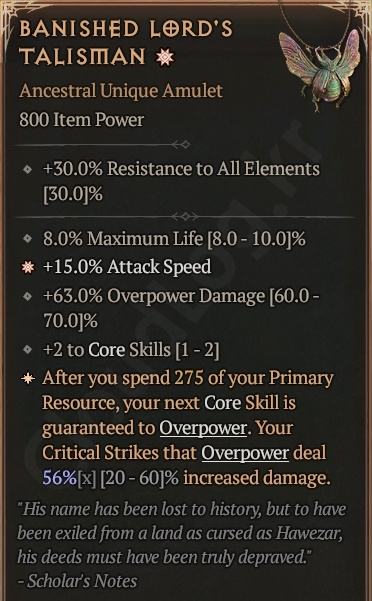 BANISHED LORD'S
TALISMAN
Ancestral Unique Amulet
800 Item Power
+30.0% Resistance to All Elements
[30.0]%
8.0% Maximum Life [8.0 - 10.0]%
+15.0% Attack Speed
+63.0% Overpower Damage [60.0 -
70.0]%
+2 to Core Skills [1 - 2]
After you spend 275 of your Primary
Resource, your next Core Skill is
guaranteed to Overpower. Your
Critical Strikes that Overpower deal
56%[x] [20 - 60]% increased damage.
"His name has been lost to history, but to have
been exiled from a land as cursed as Hawezar,
his deeds must have been truly depraved."
- Scholar's Notes